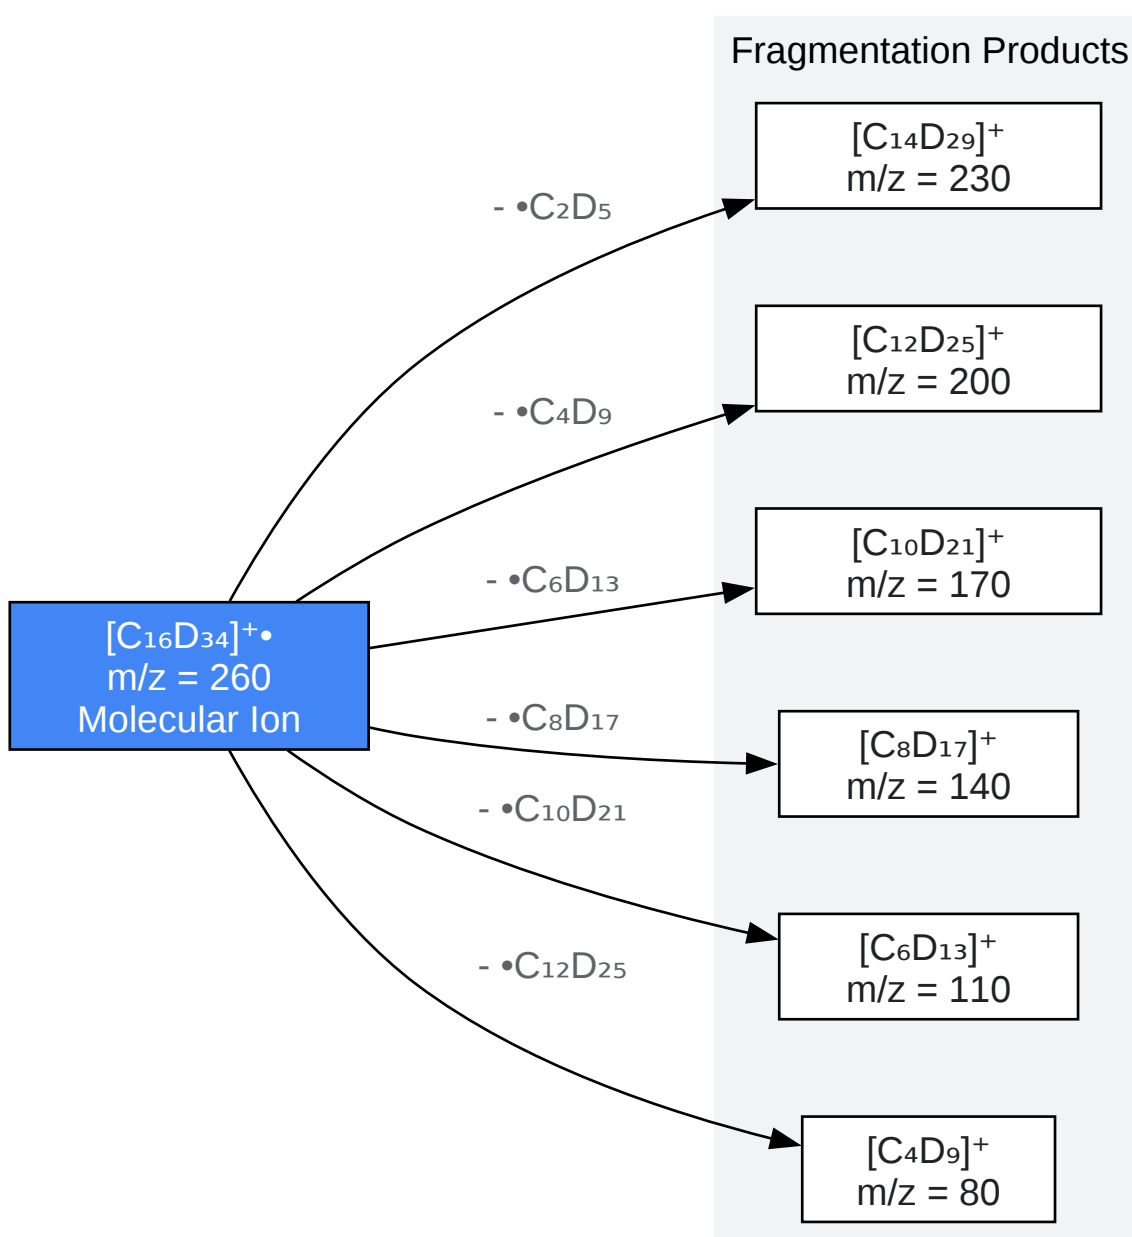 Fragmentation Products
[C₁₄D₂₉]⁺
m/z = 230
- •C₂D₅
[C₁₂D₂₅]⁺
m/z = 200
- •C₄D₉
[C₁₀D₂₁]⁺
m/z = 170
- •C₆D₁₃
[C₁₆D₃₄]⁺•
m/z = 260
Molecular Ion
- •C₈D₁₇
[C₈D₁₇]⁺
m/z = 140
- •C₁₀D₂₁
[C₆D₁₃]⁺
m/z = 110
- •C₁₂D₂₅
[C₄D₉]⁺
m/z = 80